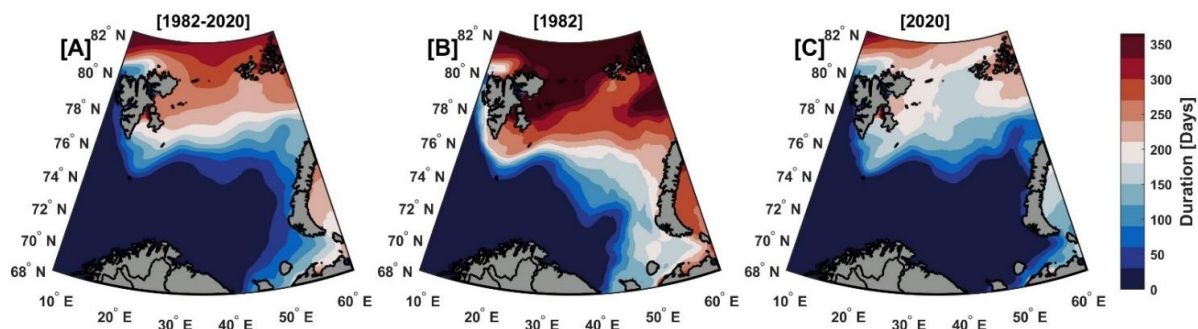 [1982-2020] [1982] [2020]
[A] [B] [C]
82° N 82° N 82° N
80° N 80° N 80° N
78° N 78° N 78° N
76° N 76° N 76° N
74° N 74° N 74° N
72° N 72° N 72° N
70° N 70° N 70° N
68° N 68° N 68° N
10° E 20° E 30° E 40° E 50° E 60° E
10° E 20° E 30° E 40° E 50° E 60° E
10° E 20° E 30° E 40° E 50° E 60° E
350
300
250
200
150
100
50
0
Duration [Days]